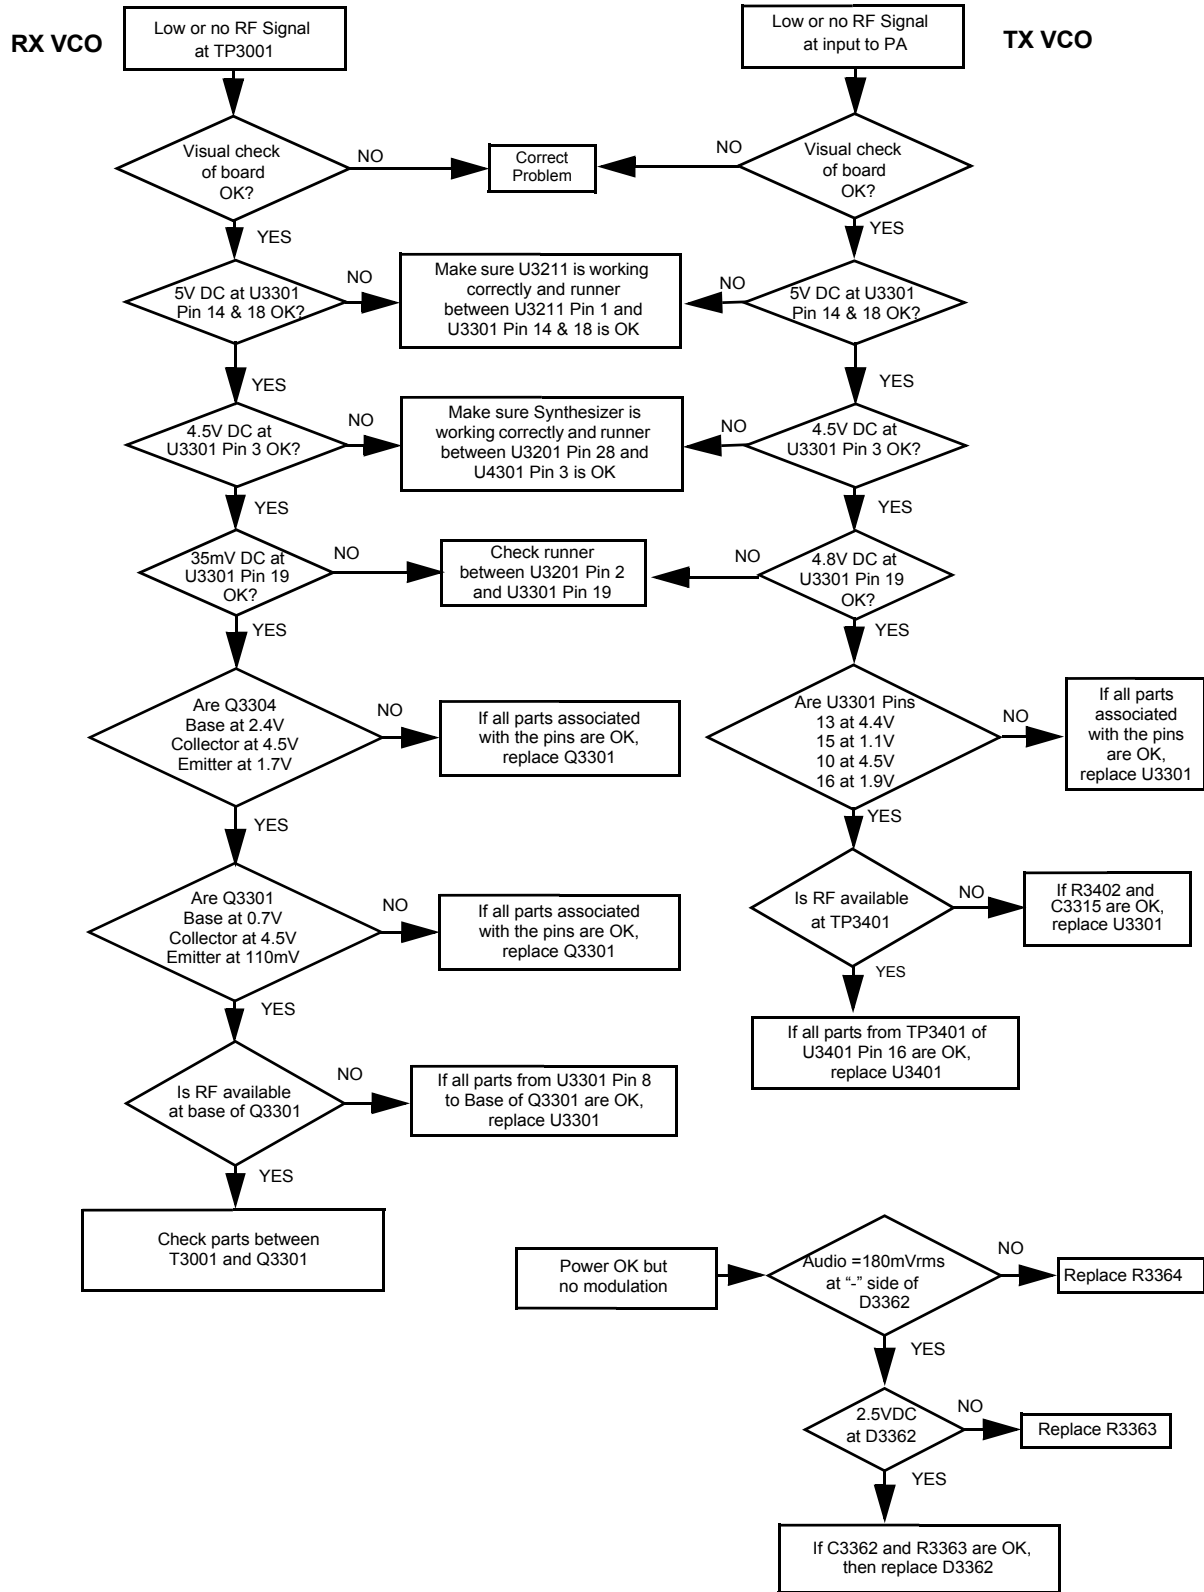 RX VCO
Low or no RF Signal
at TP3001
Visual check
of board
OK?
NO
YES
Correct
Problem
5V DC at U3301
Pin 14 & 18 OK?
NO
YES
Make sure U3211 is working
correctly and runner
between U3211 Pin 1 and
U3301 Pin 14 & 18 is OK
4.5V DC at
U3301 Pin 3 OK?
NO
YES
Make sure Synthesizer is
working correctly and runner
between U3201 Pin 28 and
U4301 Pin 3 is OK
35mV DC at
U3301 Pin 19
OK?
NO
YES
Check runner
between U3201 Pin 2
and U3301 Pin 19
Are Q3304
Base at 2.4V
Collector at 4.5V
Emitter at 1.7V
NO
YES
If all parts associated
with the pins are OK,
replace Q3301
Are Q3301
Base at 0.7V
Collector at 4.5V
Emitter at 110mV
NO
YES
If all parts associated
with the pins are OK,
replace Q3301
Is RF available
at base of Q3301
NO
YES
If all parts from U3301 Pin 8
to Base of Q3301 are OK,
replace U3301
Check parts between
T3001 and Q3301
TX VCO
Low or no RF Signal
at input to PA
Visual check
of board
OK?
NO
YES
5V DC at U3301
Pin 14 & 18 OK?
NO
YES
4.5V DC at
U3301 Pin 3 OK?
NO
YES
4.8V DC at
U3301 Pin 19
OK?
NO
YES
Are U3301 Pins
13 at 4.4V
15 at 1.1V
10 at 4.5V
16 at 1.9V
NO
YES
If all parts
associated
with the pins
are OK,
replace U3301
Is RF available
at TP3401
NO
YES
If R3402 and
C3315 are OK,
replace U3301
If all parts from TP3401 of
U3401 Pin 16 are OK,
replace U3401
Power OK but
no modulation
Audio =180mVrms
at “-” side of
D3362
NO
YES
Replace R3364
2.5VDC
at D3362
NO
YES
Replace R3363
If C3362 and R3363 are OK,
then replace D3362